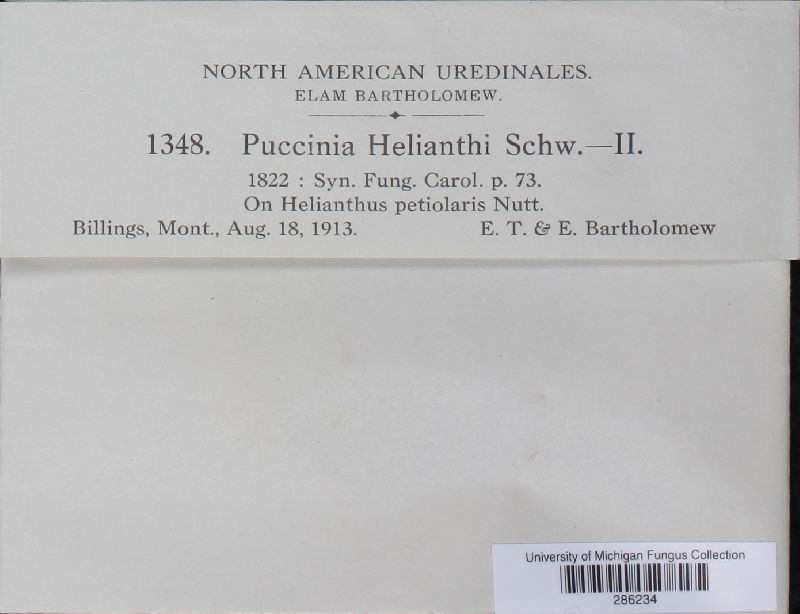 NORTH AMERICAN UREDINALES.
ELAM BARTHOLOMEW.
1348. Puccinia Helianthi Schw.—II.
1822 : Syn. Fung. Carol. p. 73.
On Helianthus petiolaris Nutt.
Billings, Mont., Aug. 18, 1913. E. T. & E. Bartholomew
University of Michigan Fungus Collection
286234